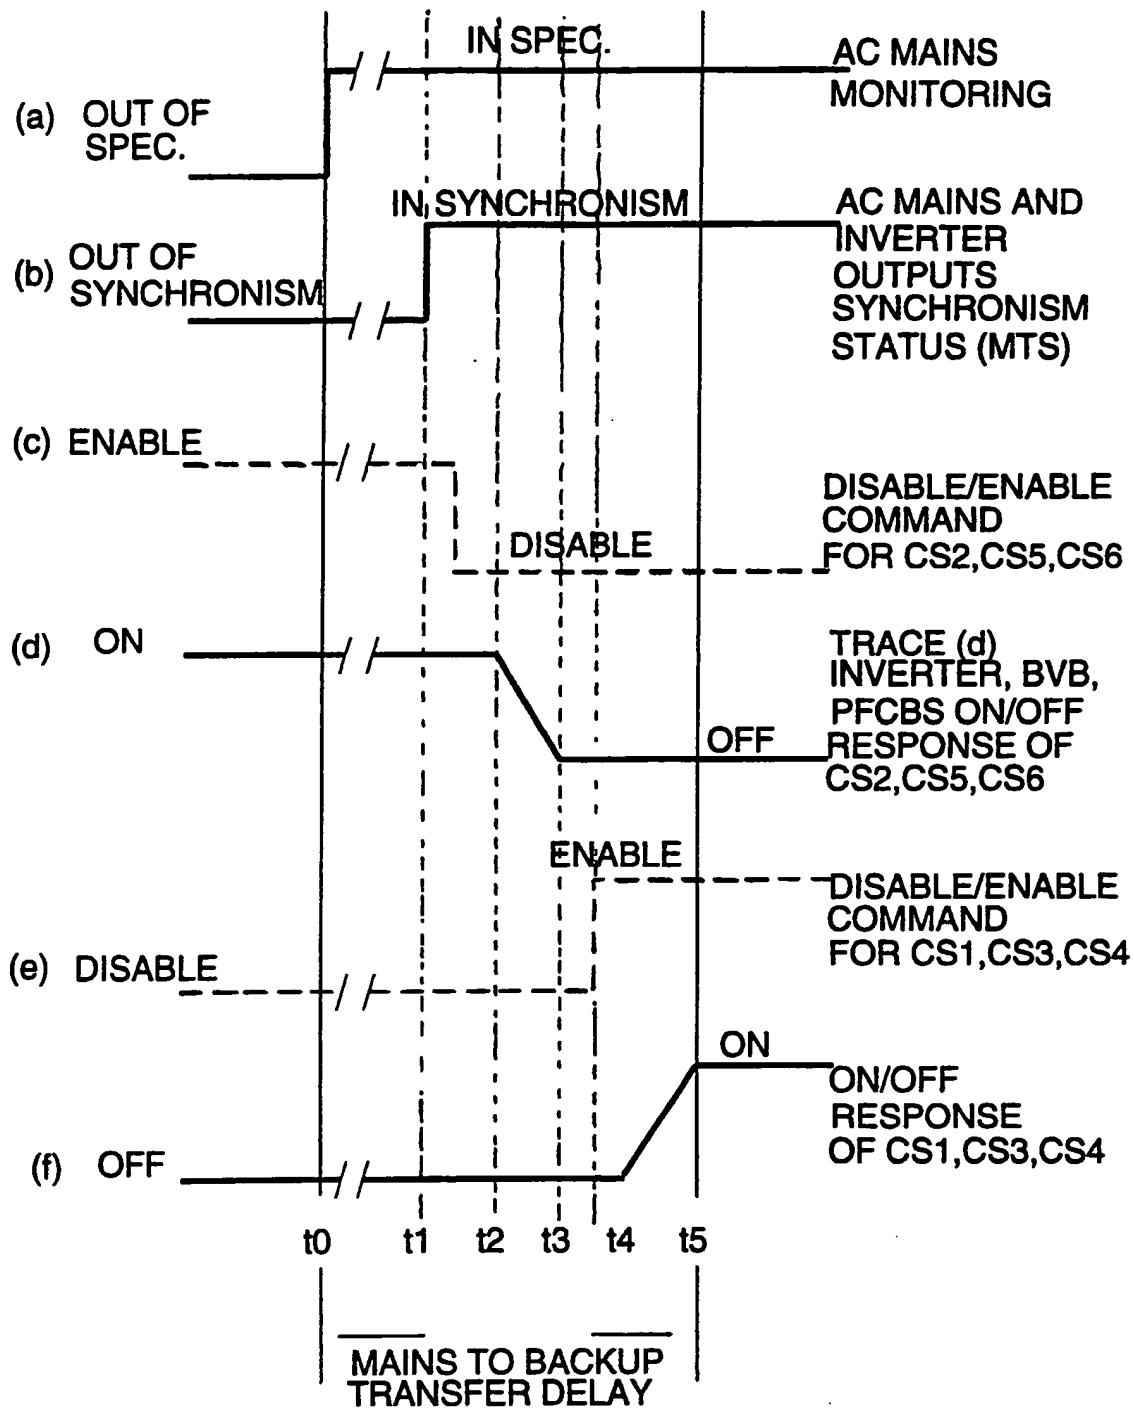 IN SPEC.
AC MAINS
MONITORING
(a) OUT OF
SPEC.
IN SYNCHRONISM
AC MAINS AND
INVERTER
OUTPUTS
SYNCHRONISM
STATUS (MTS)
(b) OUT OF
SYNCHRONISM
(c) ENABLE
DISABLE
DISABLE/ENABLE
COMMAND
FOR CS2,CS5,CS6
(d) ON
OFF
TRACE (d)
INVERTER, BVB,
PFCBS ON/OFF
RESPONSE OF
CS2,CS5,CS6
ENABLE
DISABLE/ENABLE
COMMAND
FOR CS1,CS3,CS4
(e) DISABLE
ON
ON/OFF
RESPONSE
OF CS1,CS3,CS4
(f) OFF
t0 t1 t2 t3 t4 t5
MAINS TO BACKUP
TRANSFER DELAY